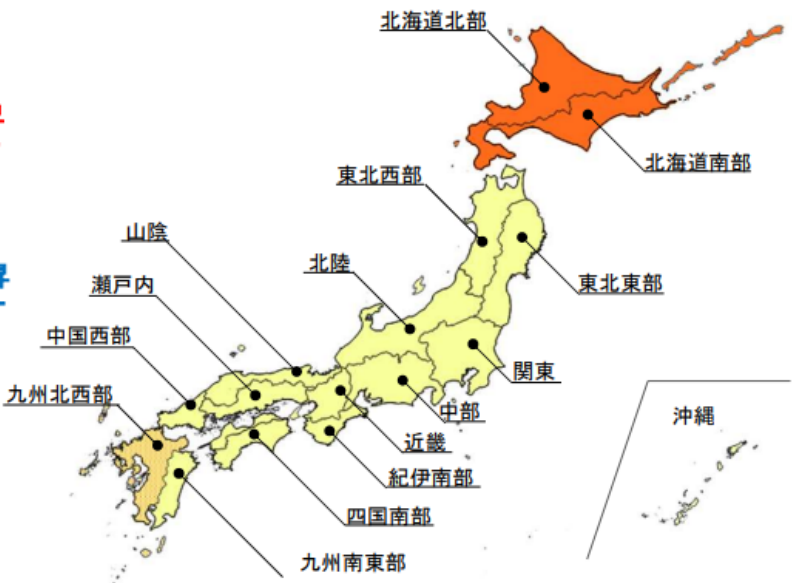 北海道北部
北海道南部
東北西部
山陰
北陸
東北東部
瀬戸内
中国西部
関東
九州北西部
中部
沖縄
近畿
紀伊南部
四国南部
九州南東部